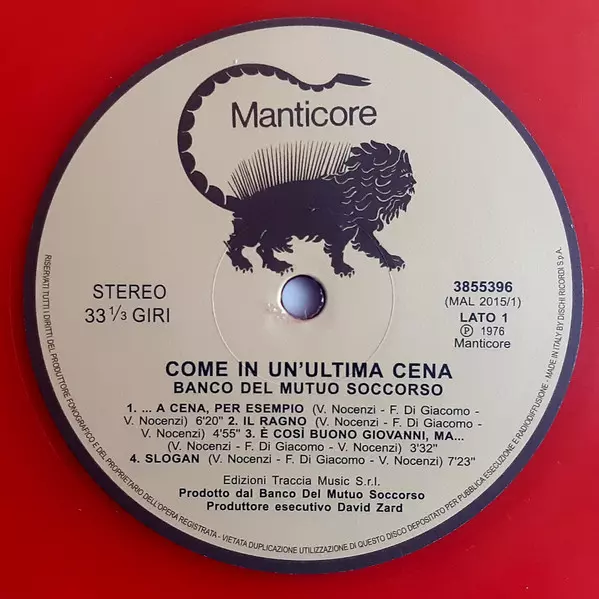 Manticore
STEREO
33 1/3 GIRI
3855396
(MAL 2015/1)
LATO 1
Ⓟ 1976
Manticore
COME IN UN'ULTIMA CENA
BANCO DEL MUTUO SOCCORSO
1. ... A CENA, PER ESEMPIO (V. Nocenzi - F. Di Giacomo -
V. Nocenzi) 6'20" 2. IL RAGNO (V. Nocenzi - F. Di Giacomo -
V. Nocenzi) 4'55" 3. È COSÌ BUONO GIOVANNI, MA...
(V. Nocenzi - F. Di Giacomo - V. Nocenzi) 3'32"
4. SLOGAN (V. Nocenzi - F. Di Giacomo - V. Nocenzi) 7'23"
Edizioni Traccia Music S.r.l.
Prodotto dal Banco Del Mutuo Soccorso
Produttore esecutivo David Zard
RISERVATI TUTTI I DIRITTI DEL PRODUTTORE FONOGRAFICO E DEL PROPRIETARIO DELL'OPERA REGISTRATA - VIETATA DUPLICAZIONE UTILIZZAZIONE DI QUESTO DISCO DEPOSITATO PER PUBBLICA ESECUZIONE E RADIODIFFUSIONE - MADE IN ITALY BY DISCHI RICORDI S.p.A.